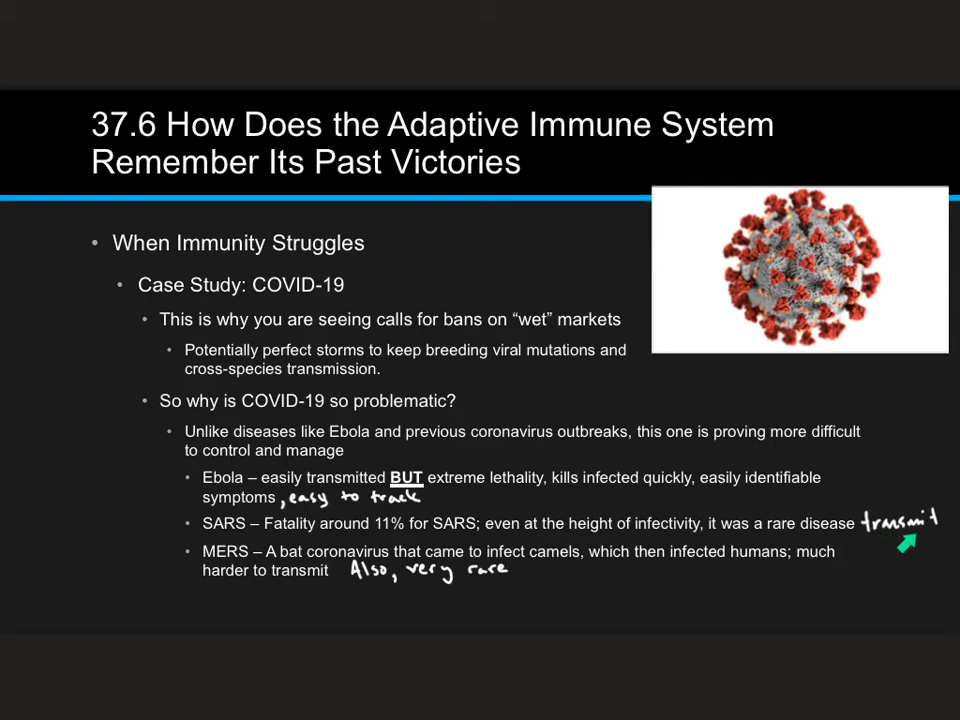 37.6 How Does the Adaptive Immune System
Remember Its Past Victories
• When Immunity Struggles
• Case Study: COVID-19
• This is why you are seeing calls for bans on “wet” markets
• Potentially perfect storms to keep breeding viral mutations and
cross-species transmission.
• So why is COVID-19 so problematic?
• Unlike diseases like Ebola and previous coronavirus outbreaks, this one is proving more difficult
to control and manage
• Ebola – easily transmitted BUT extreme lethality, kills infected quickly, easily identifiable
symptoms, easy to track
• SARS – Fatality around 11% for SARS; even at the height of infectivity, it was a rare disease transmit
• MERS – A bat coronavirus that came to infect camels, which then infected humans; much
harder to transmit Also, very rare